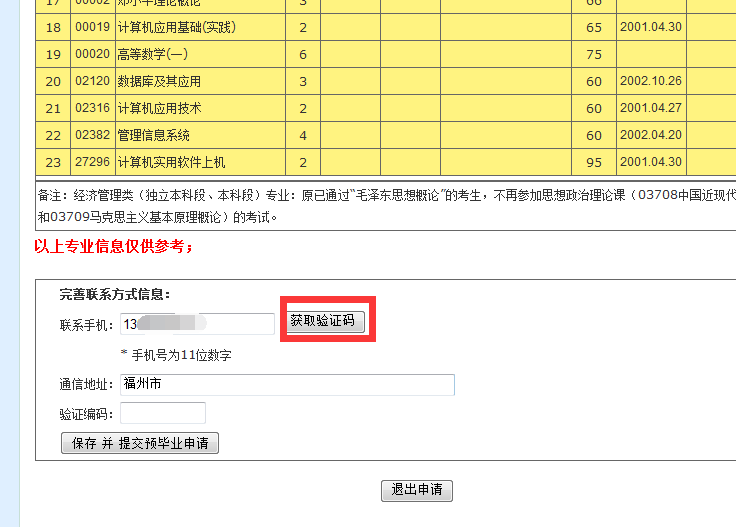 17 00002 邓小平理论概论 3 66
18 00019 计算机应用基础(实践) 2 65 2001.04.30
19 00020 高等数学(一) 6 75
20 02120 数据库及其应用 3 60 2002.10.26
21 02316 计算机应用技术 2 60 2001.04.27
22 02382 管理信息系统 4 60 2002.04.20
23 27296 计算机实用软件上机 2 95 2001.04.30
备注：经济管理类（独立本科段、本科段）专业：原已通过“毛泽东思想概论”的考生，不再参加思想政治理论课（03708中国近现代
和03709马克思主义基本原理概论）的考试。
以上专业信息仅供参考；
完善联系方式信息：
联系手机： 13 获取验证码
* 手机号为11位数字
通信地址： 福州市
验证编码：
保存 并 提交预毕业申请
退出申请